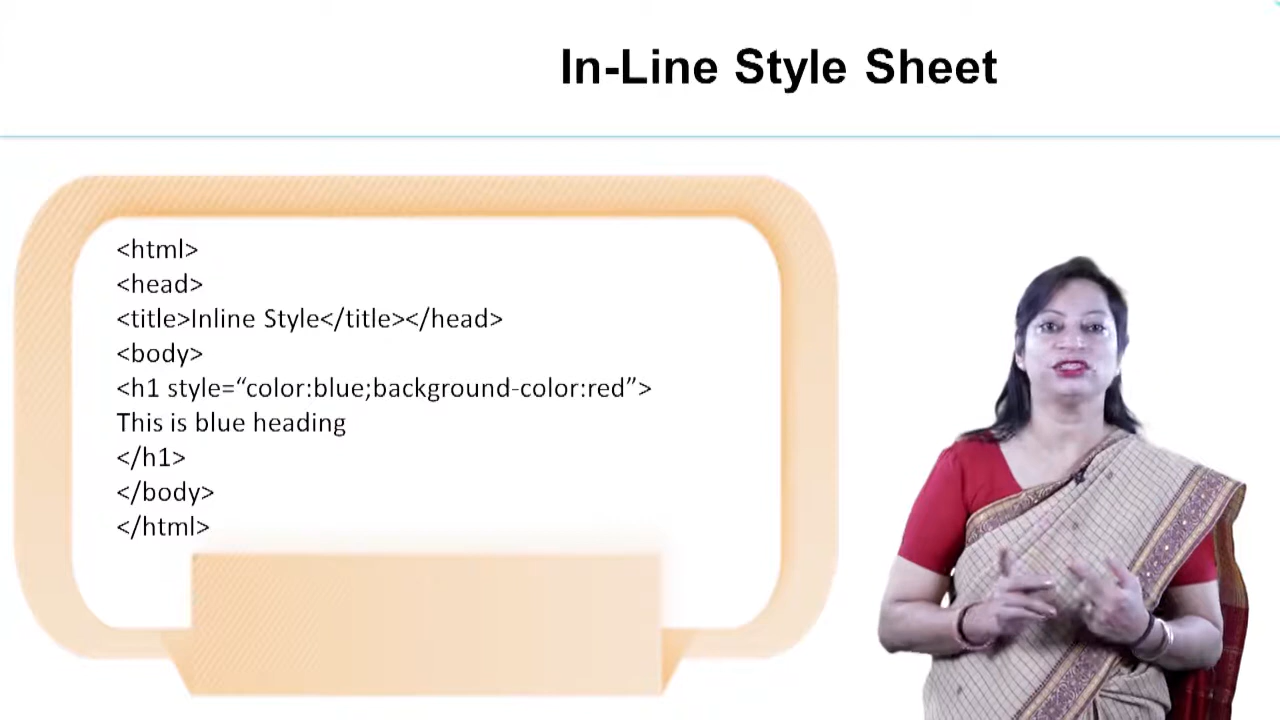 In-Line Style Sheet
<html>
<head>
<title>Inline Style</title></head>
<body>
<h1 style=“color:blue;background-color:red”>
This is blue heading
</h1>
</body>
</html>